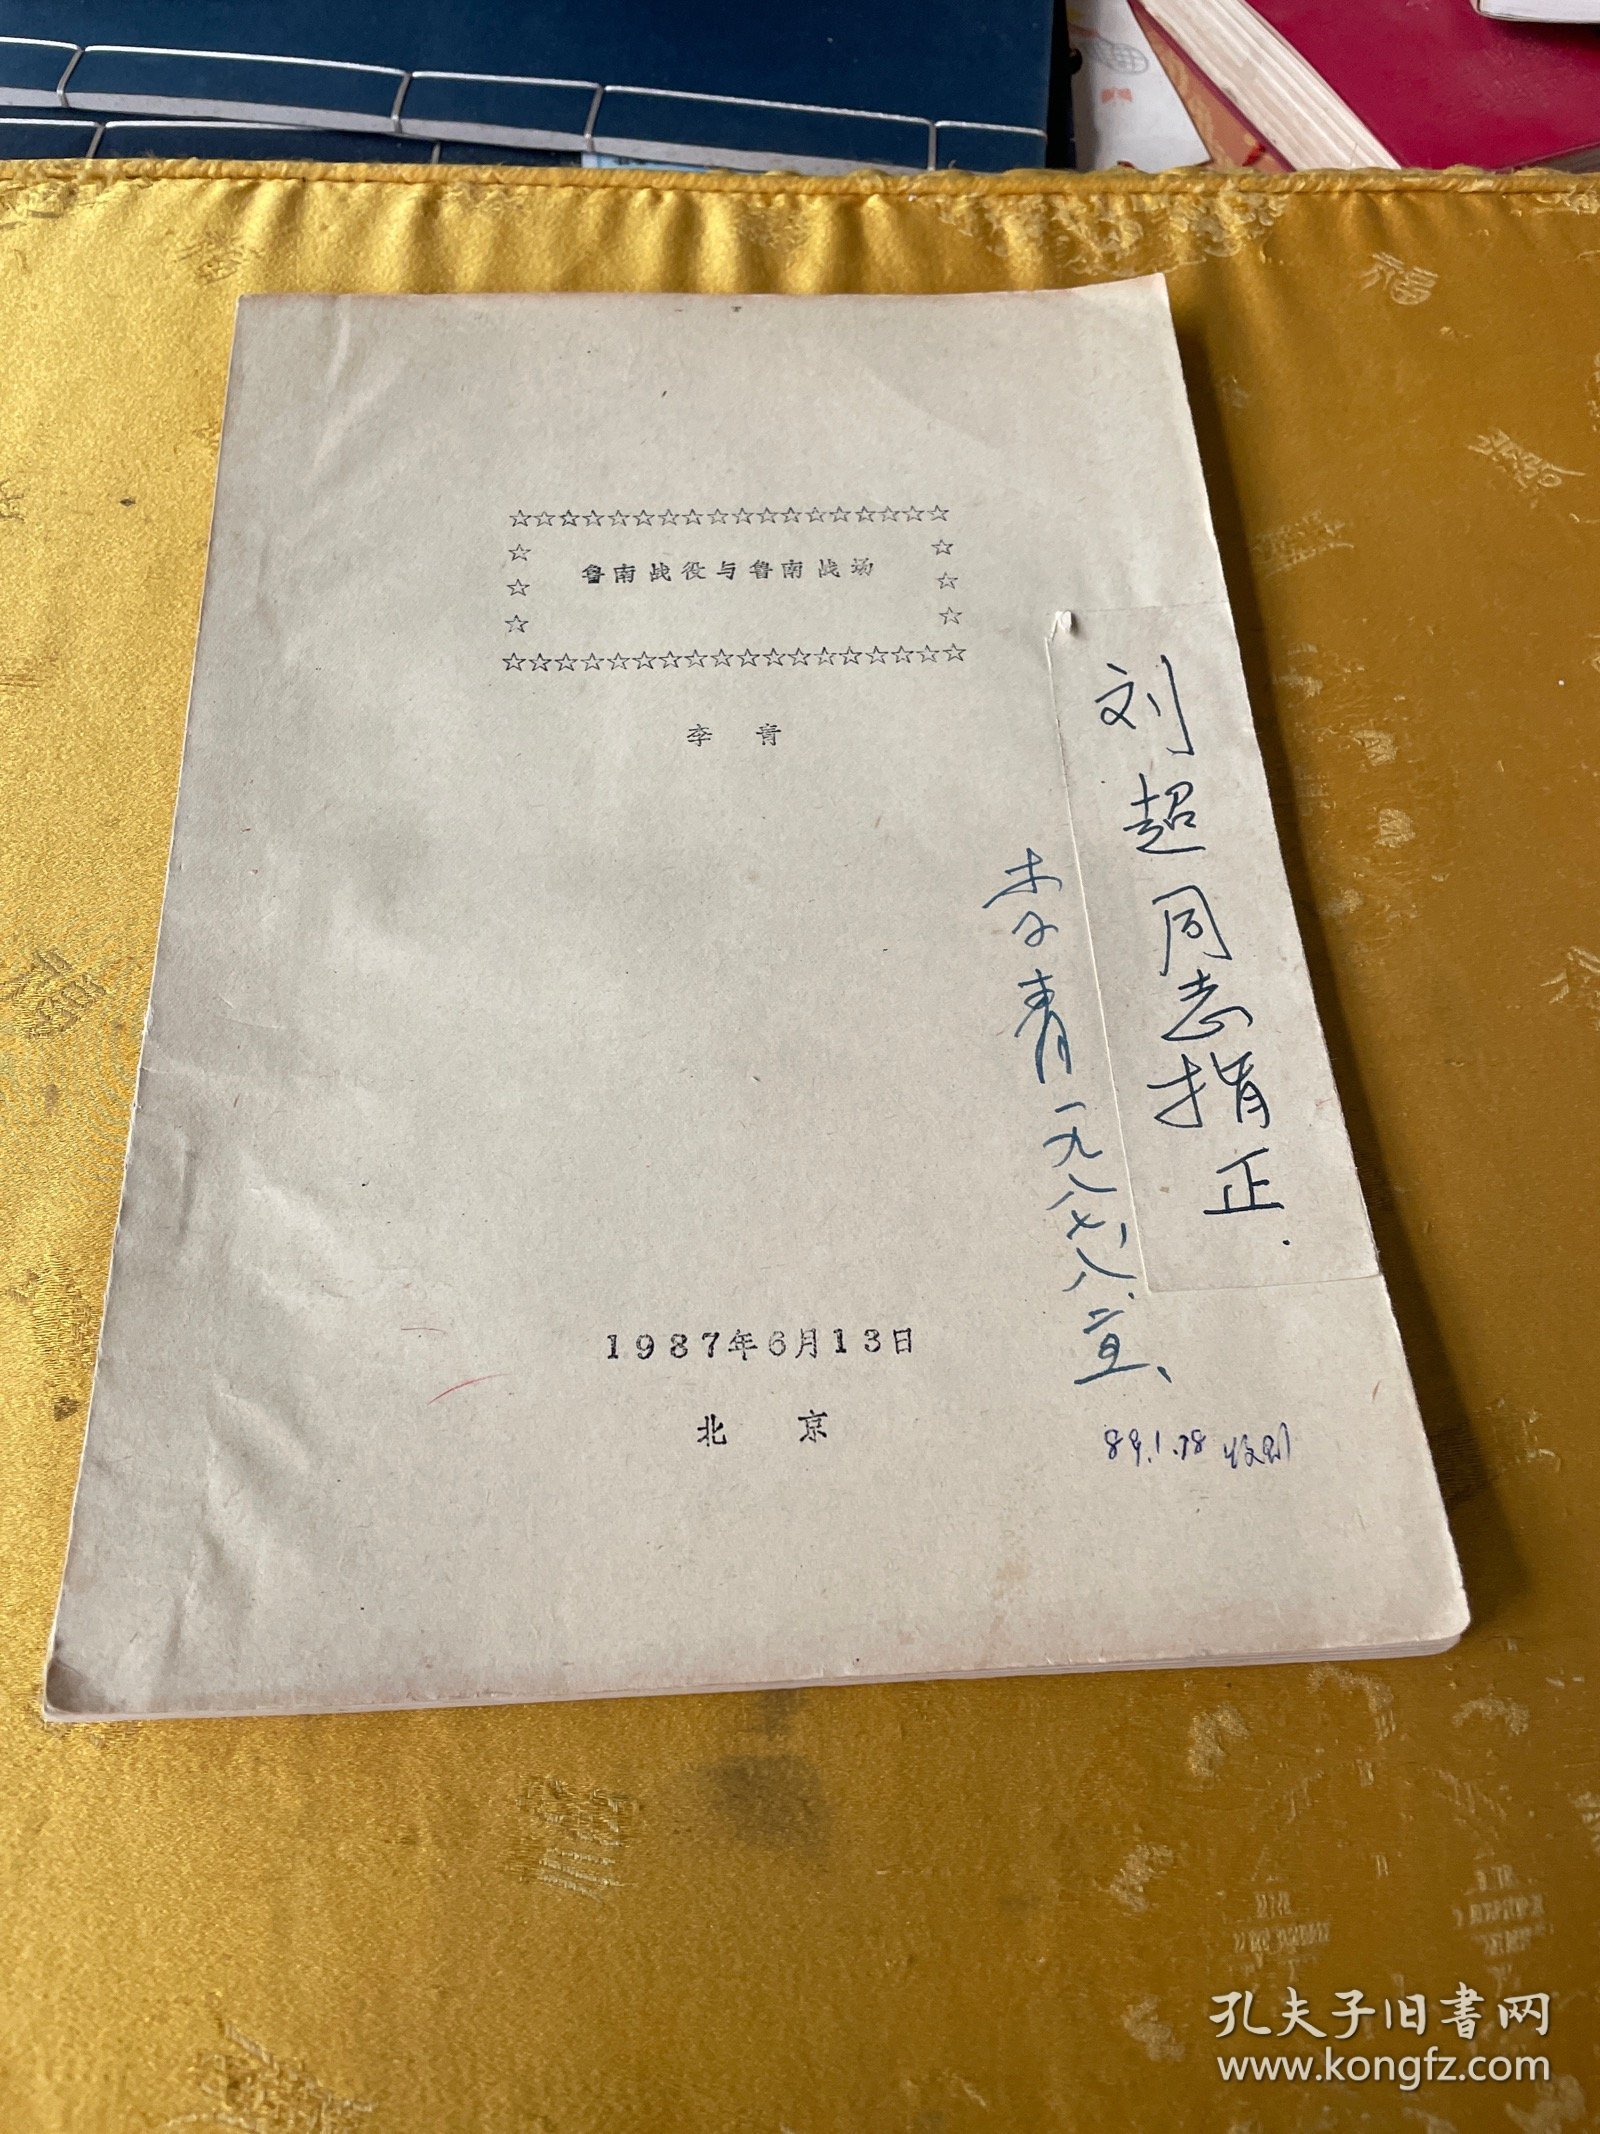 鲁南战役与鲁南战场
李 青
刘超同志指正.
李青一九八七、八、
1987年6月13日
北 京
89.1.18 收到
孔夫子旧书网
www.kongfz.com
福